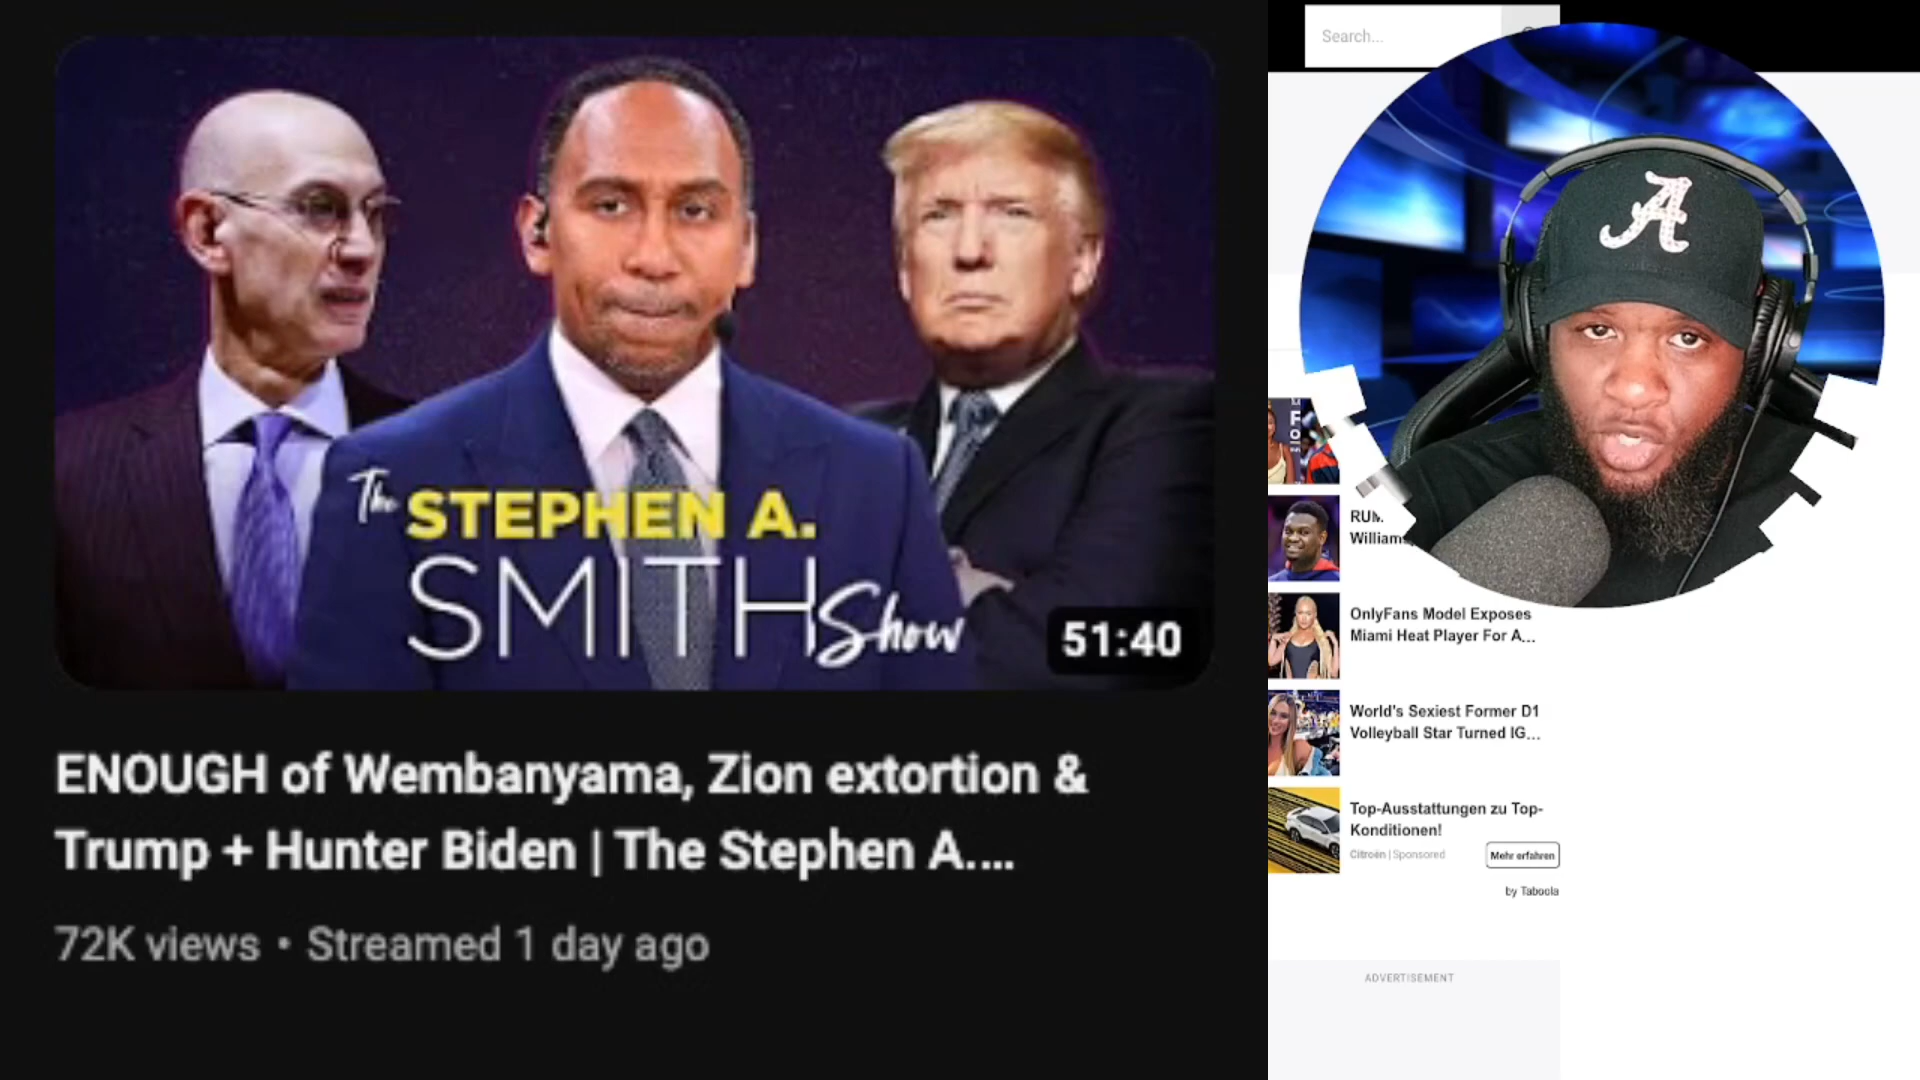 The
STEPHEN A.
SMITH Show
51:40
ENOUGH of Wembanyama, Zion extortion &
Trump + Hunter Biden | The Stephen A....
72K views • Streamed 1 day ago
Search...
A
Williams
OnlyFans Model Exposes
Miami Heat Player For A...
World's Sexiest Former D1
Volleyball Star Turned IG...
Top-Ausstattungen zu Top-
Konditionen!
Citroën | Sponsored
Mehr erfahren
by Taboola
ADVERTISEMENT